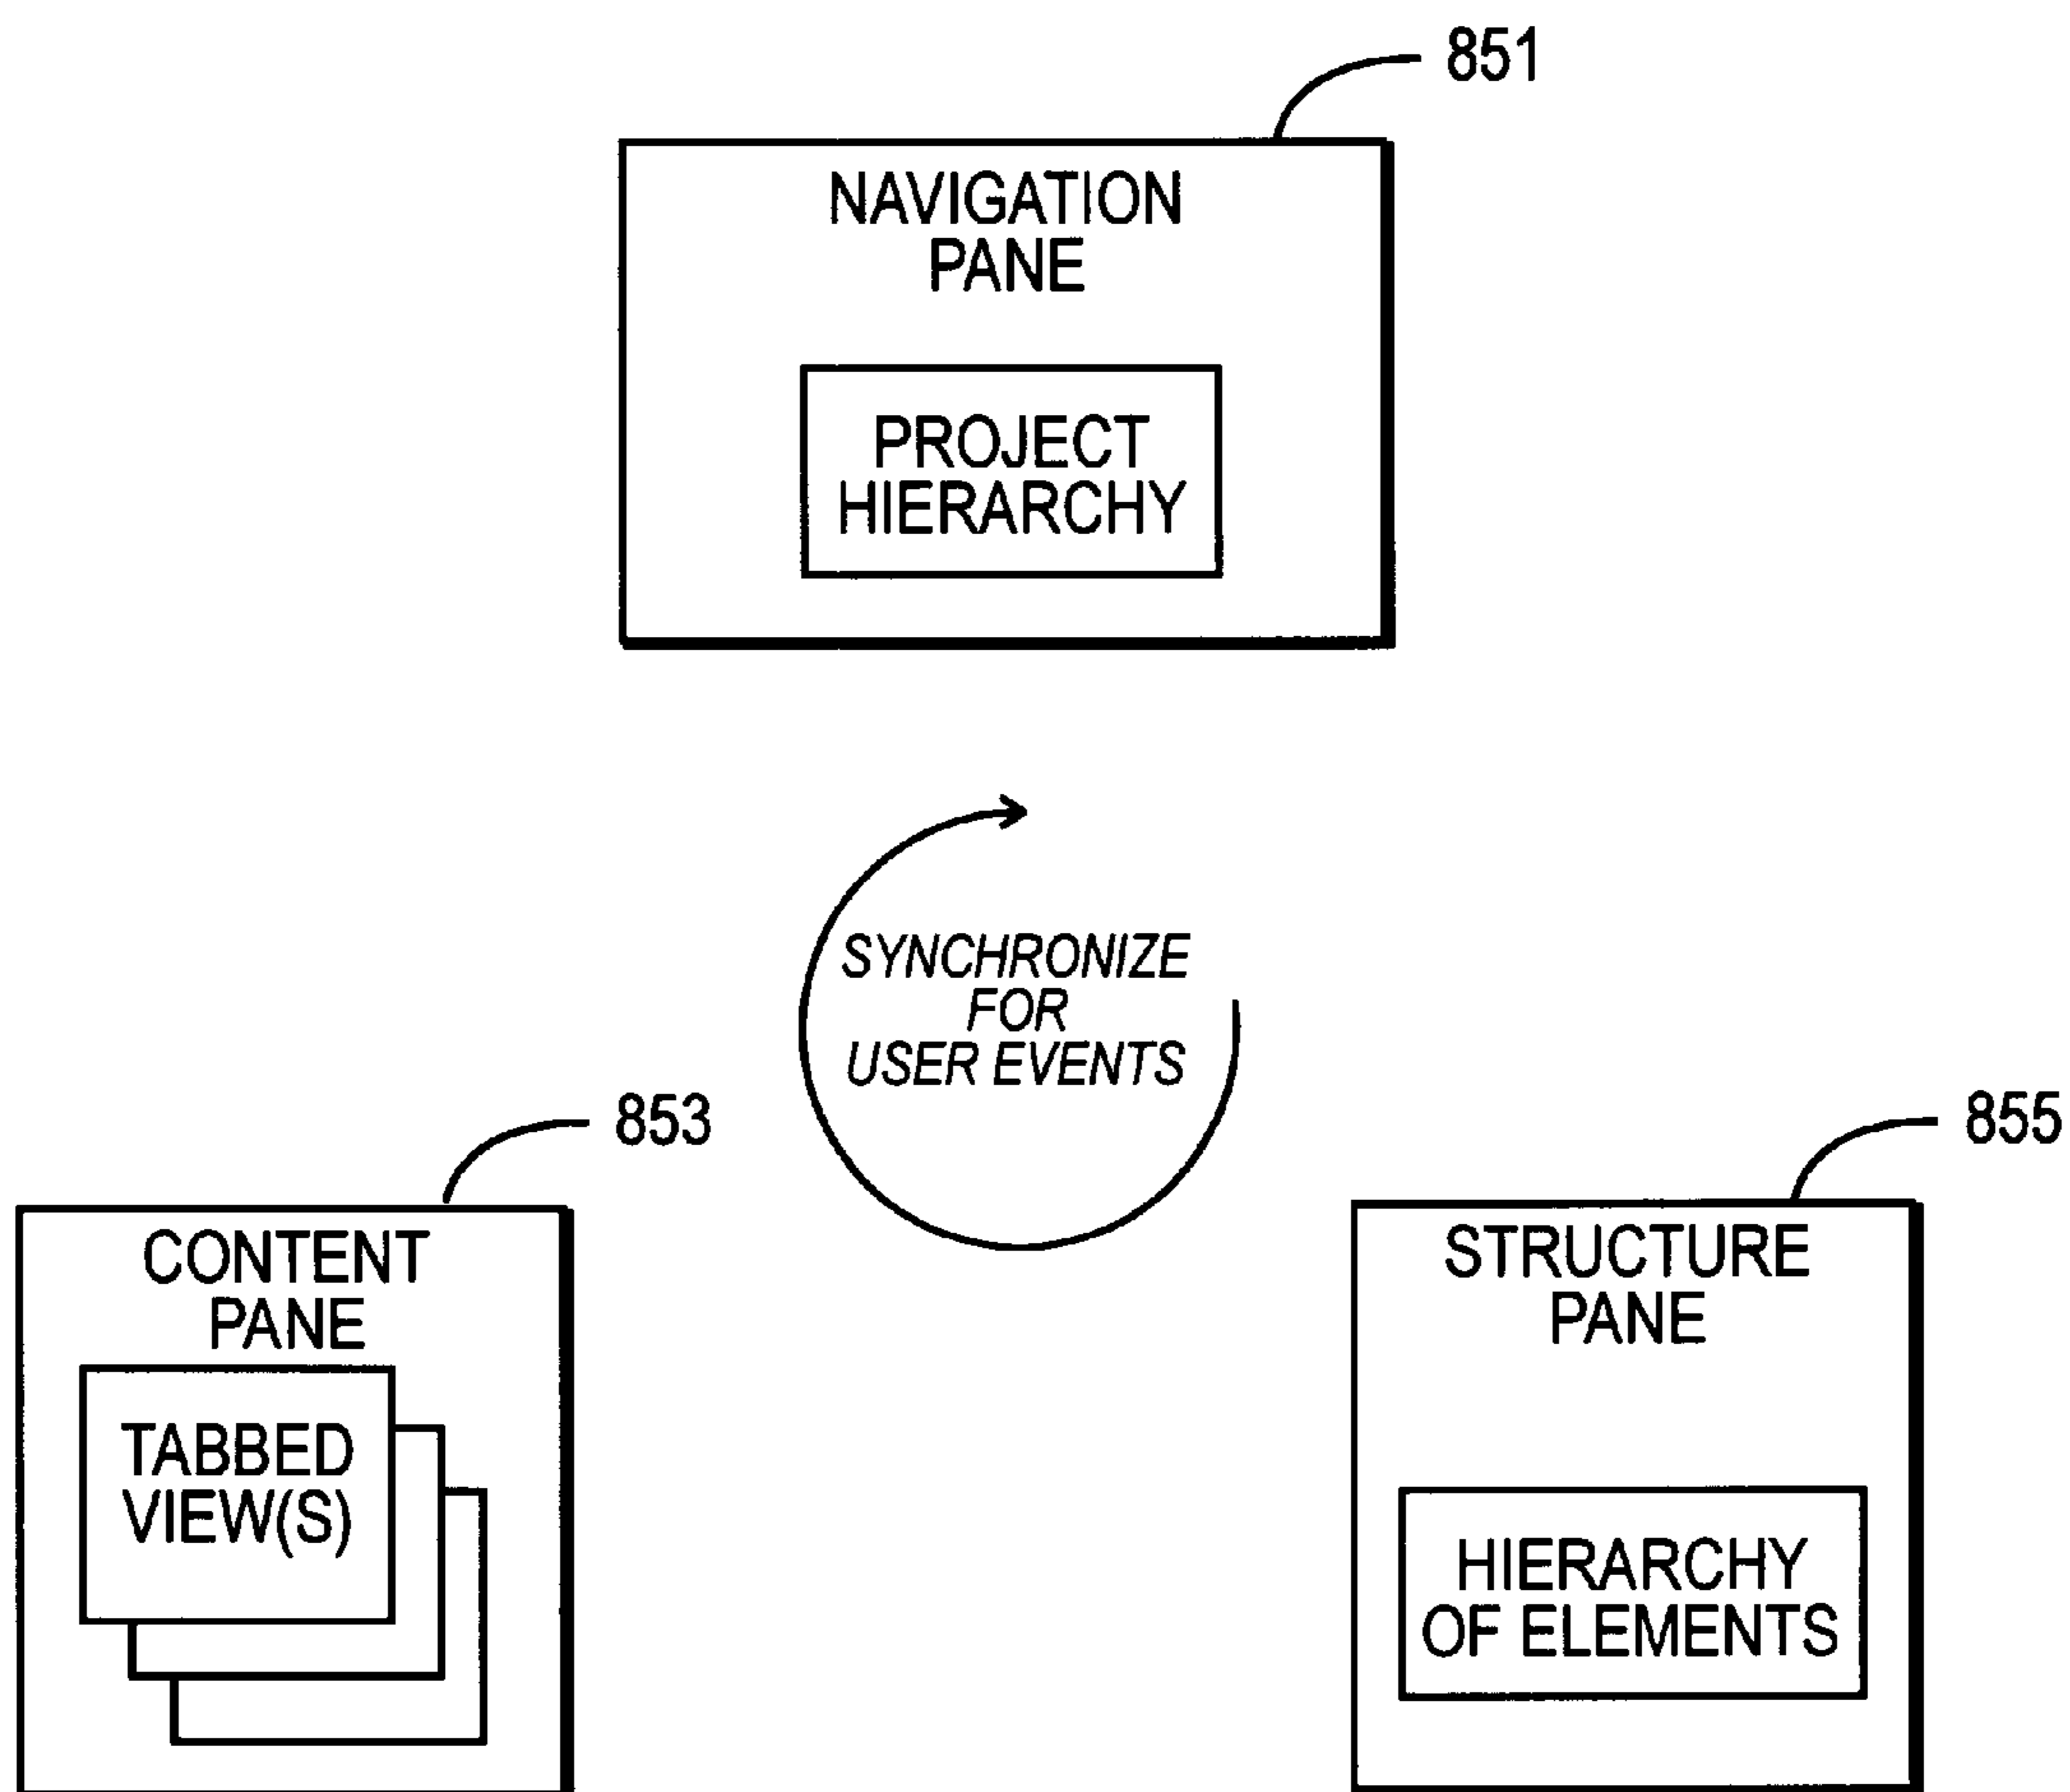 851
NAVIGATION
PANE
PROJECT
HIERARCHY
SYNCHRONIZE
FOR
USER EVENTS
853
CONTENT
PANE
TABBED
VIEW(S)
855
STRUCTURE
PANE
HIERARCHY
OF ELEMENTS